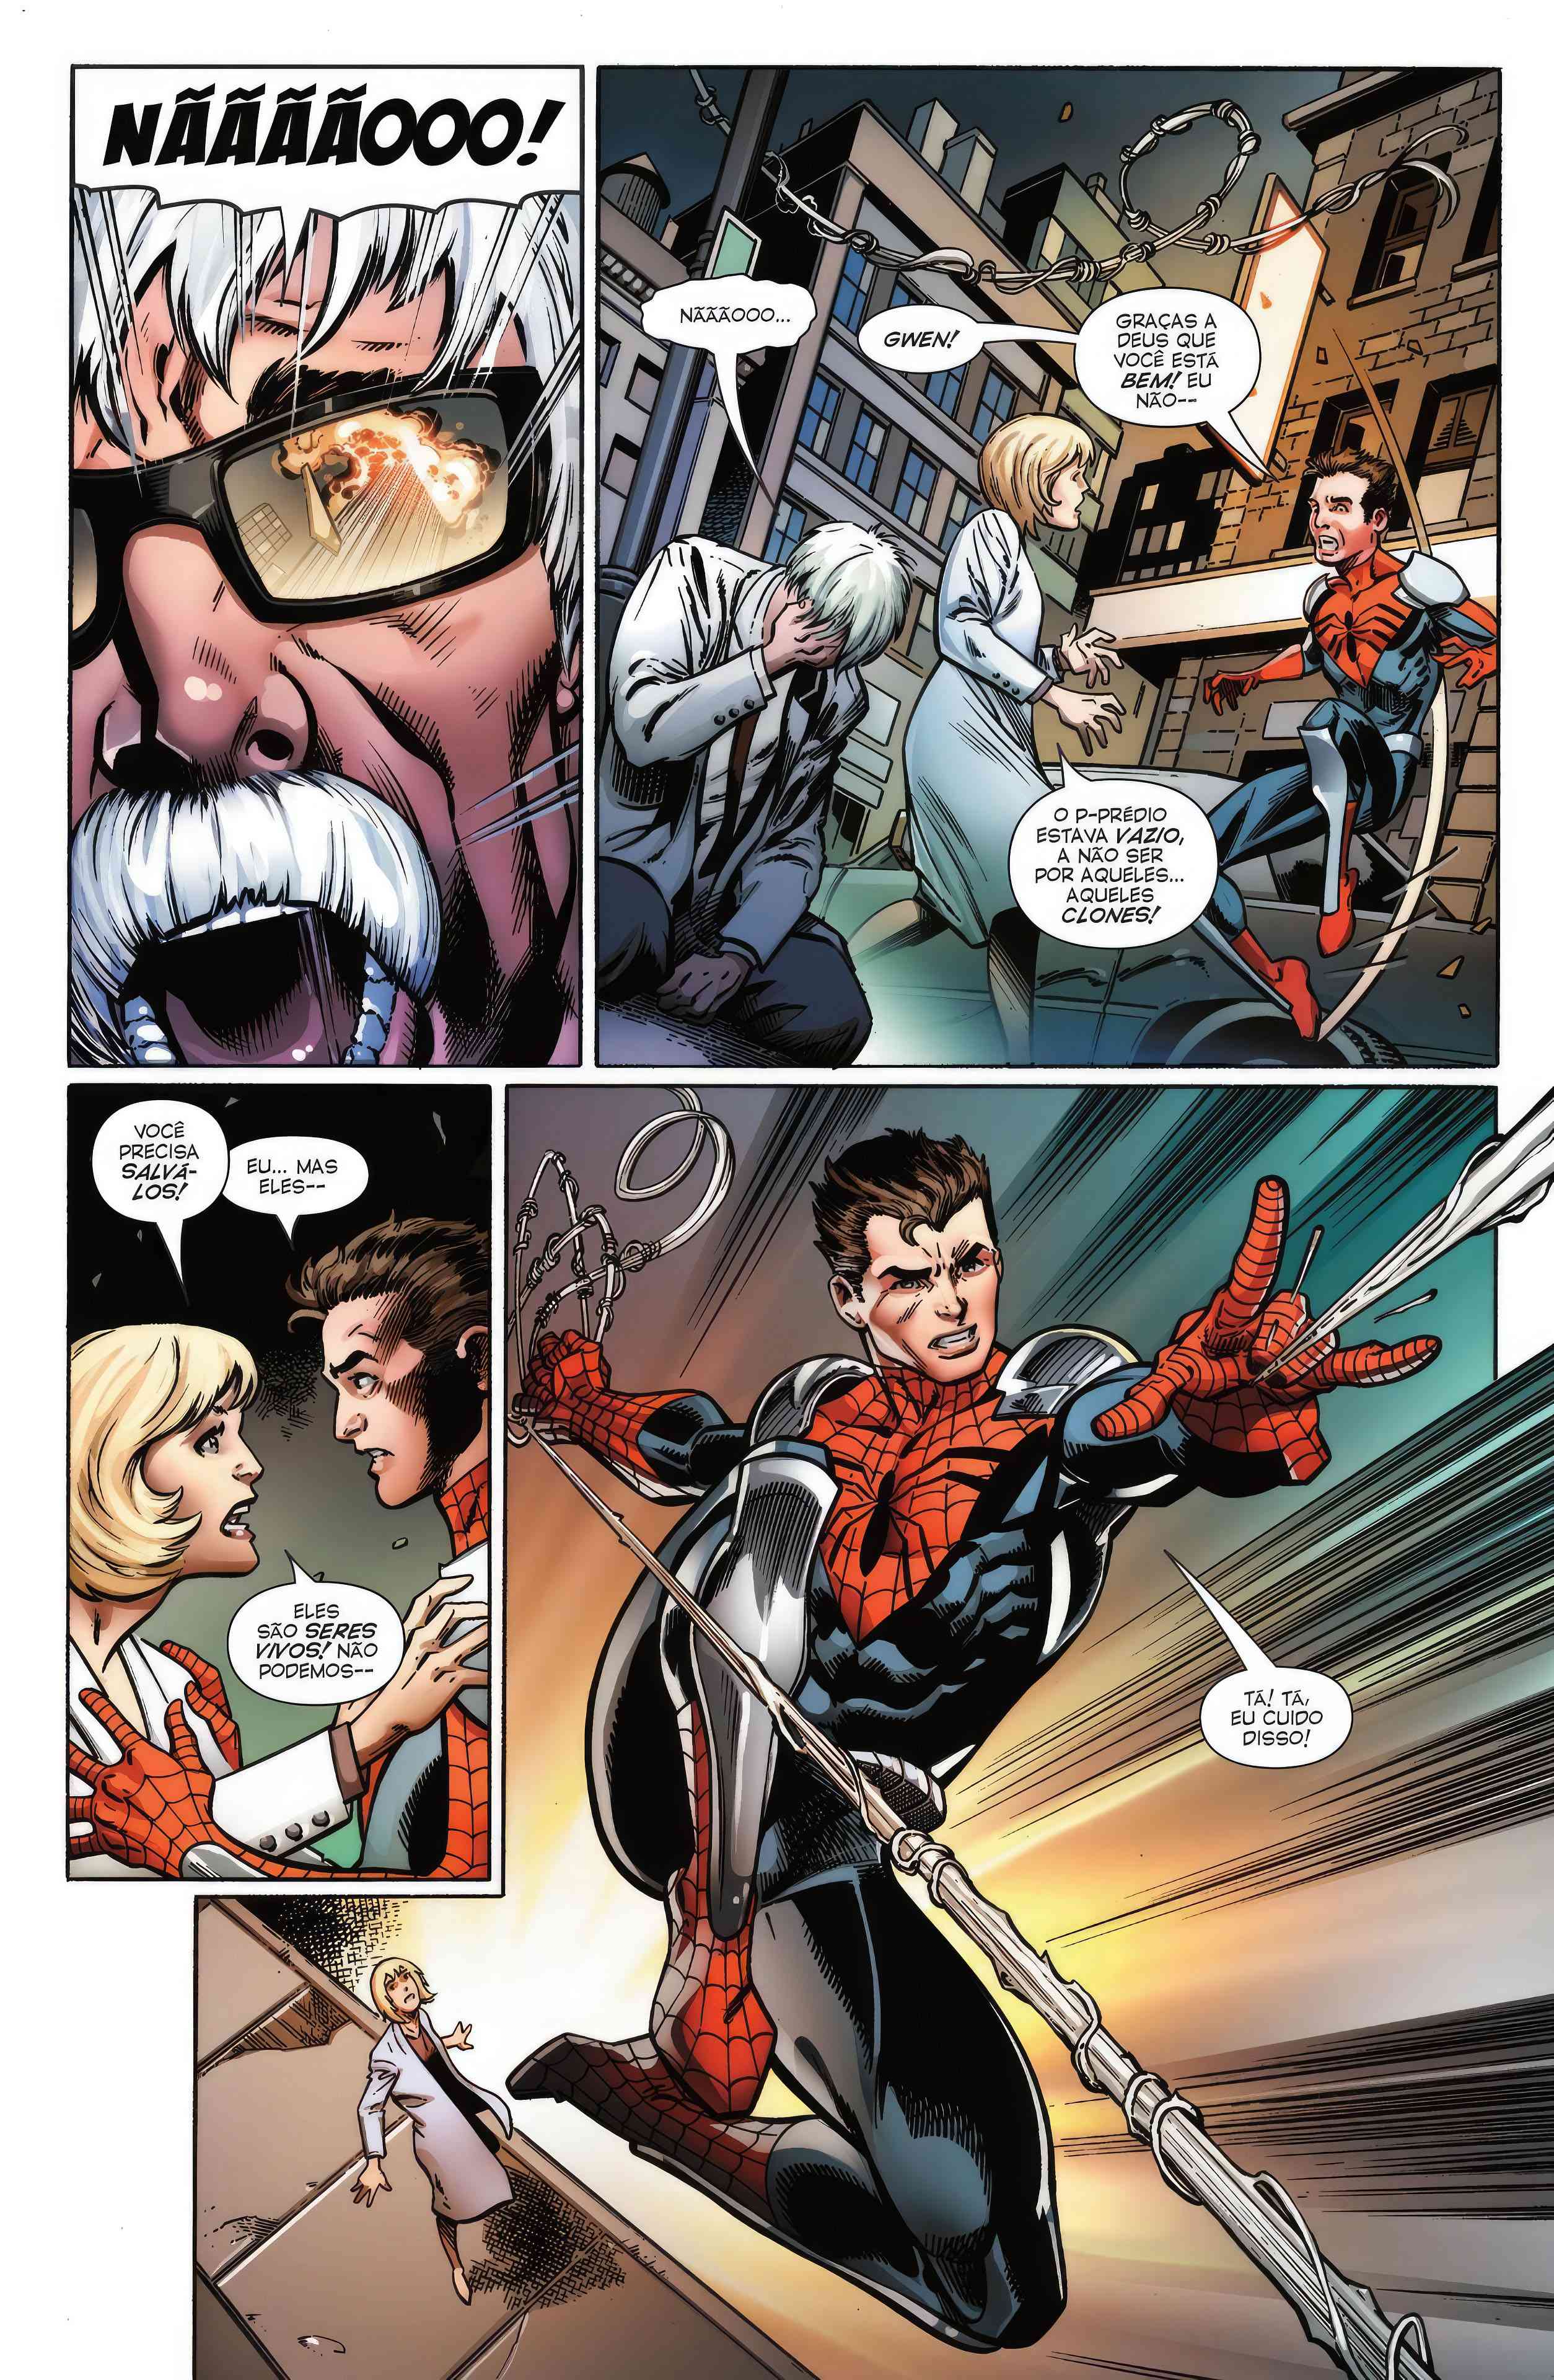 NÃÃÃÃOOO!
NÃÃÃOOO...
GWEN!
GRAÇAS A
DEUS QUE
VOCÊ ESTÁ
BEM! EU
NÃO--
O P-PRÉDIO
ESTAVA VAZIO,
A NÃO SER
POR AQUELES...
AQUELES
CLONES!
VOCÊ
PRECISA
SALVÁ-
LOS!
EU... MAS
ELES--
ELES
SÃO SERES
VIVOS! NÃO
PODEMOS--
TÁ! TÁ,
EU CUIDO
DISSO!